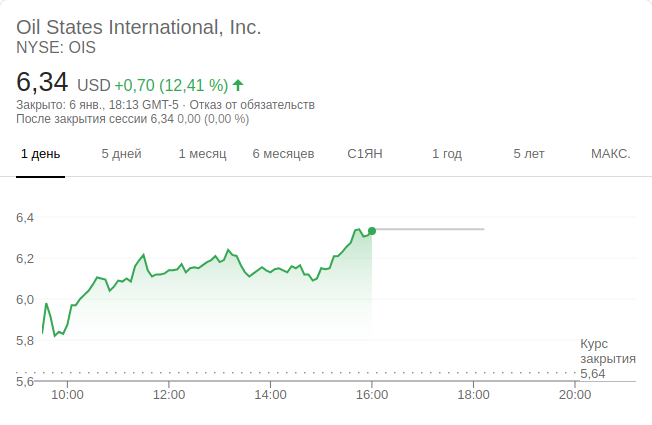 Oil States International, Inc.
NYSE: OIS
6,34 USD +0,70 (12,41 %)
Закрыто: 6 янв., 18:13 GMT-5 · Отказ от обязательств
После закрытия сессии 6,34 0,00 (0,00 %)
1 день 5 дней 1 месяц 6 месяцев С1ЯН 1 год 5 лет МАКС.
6,4
6,2
6,0
5,8
Курс
закрытия
5,64
5,6
10:00 12:00 14:00 16:00 18:00 20:00